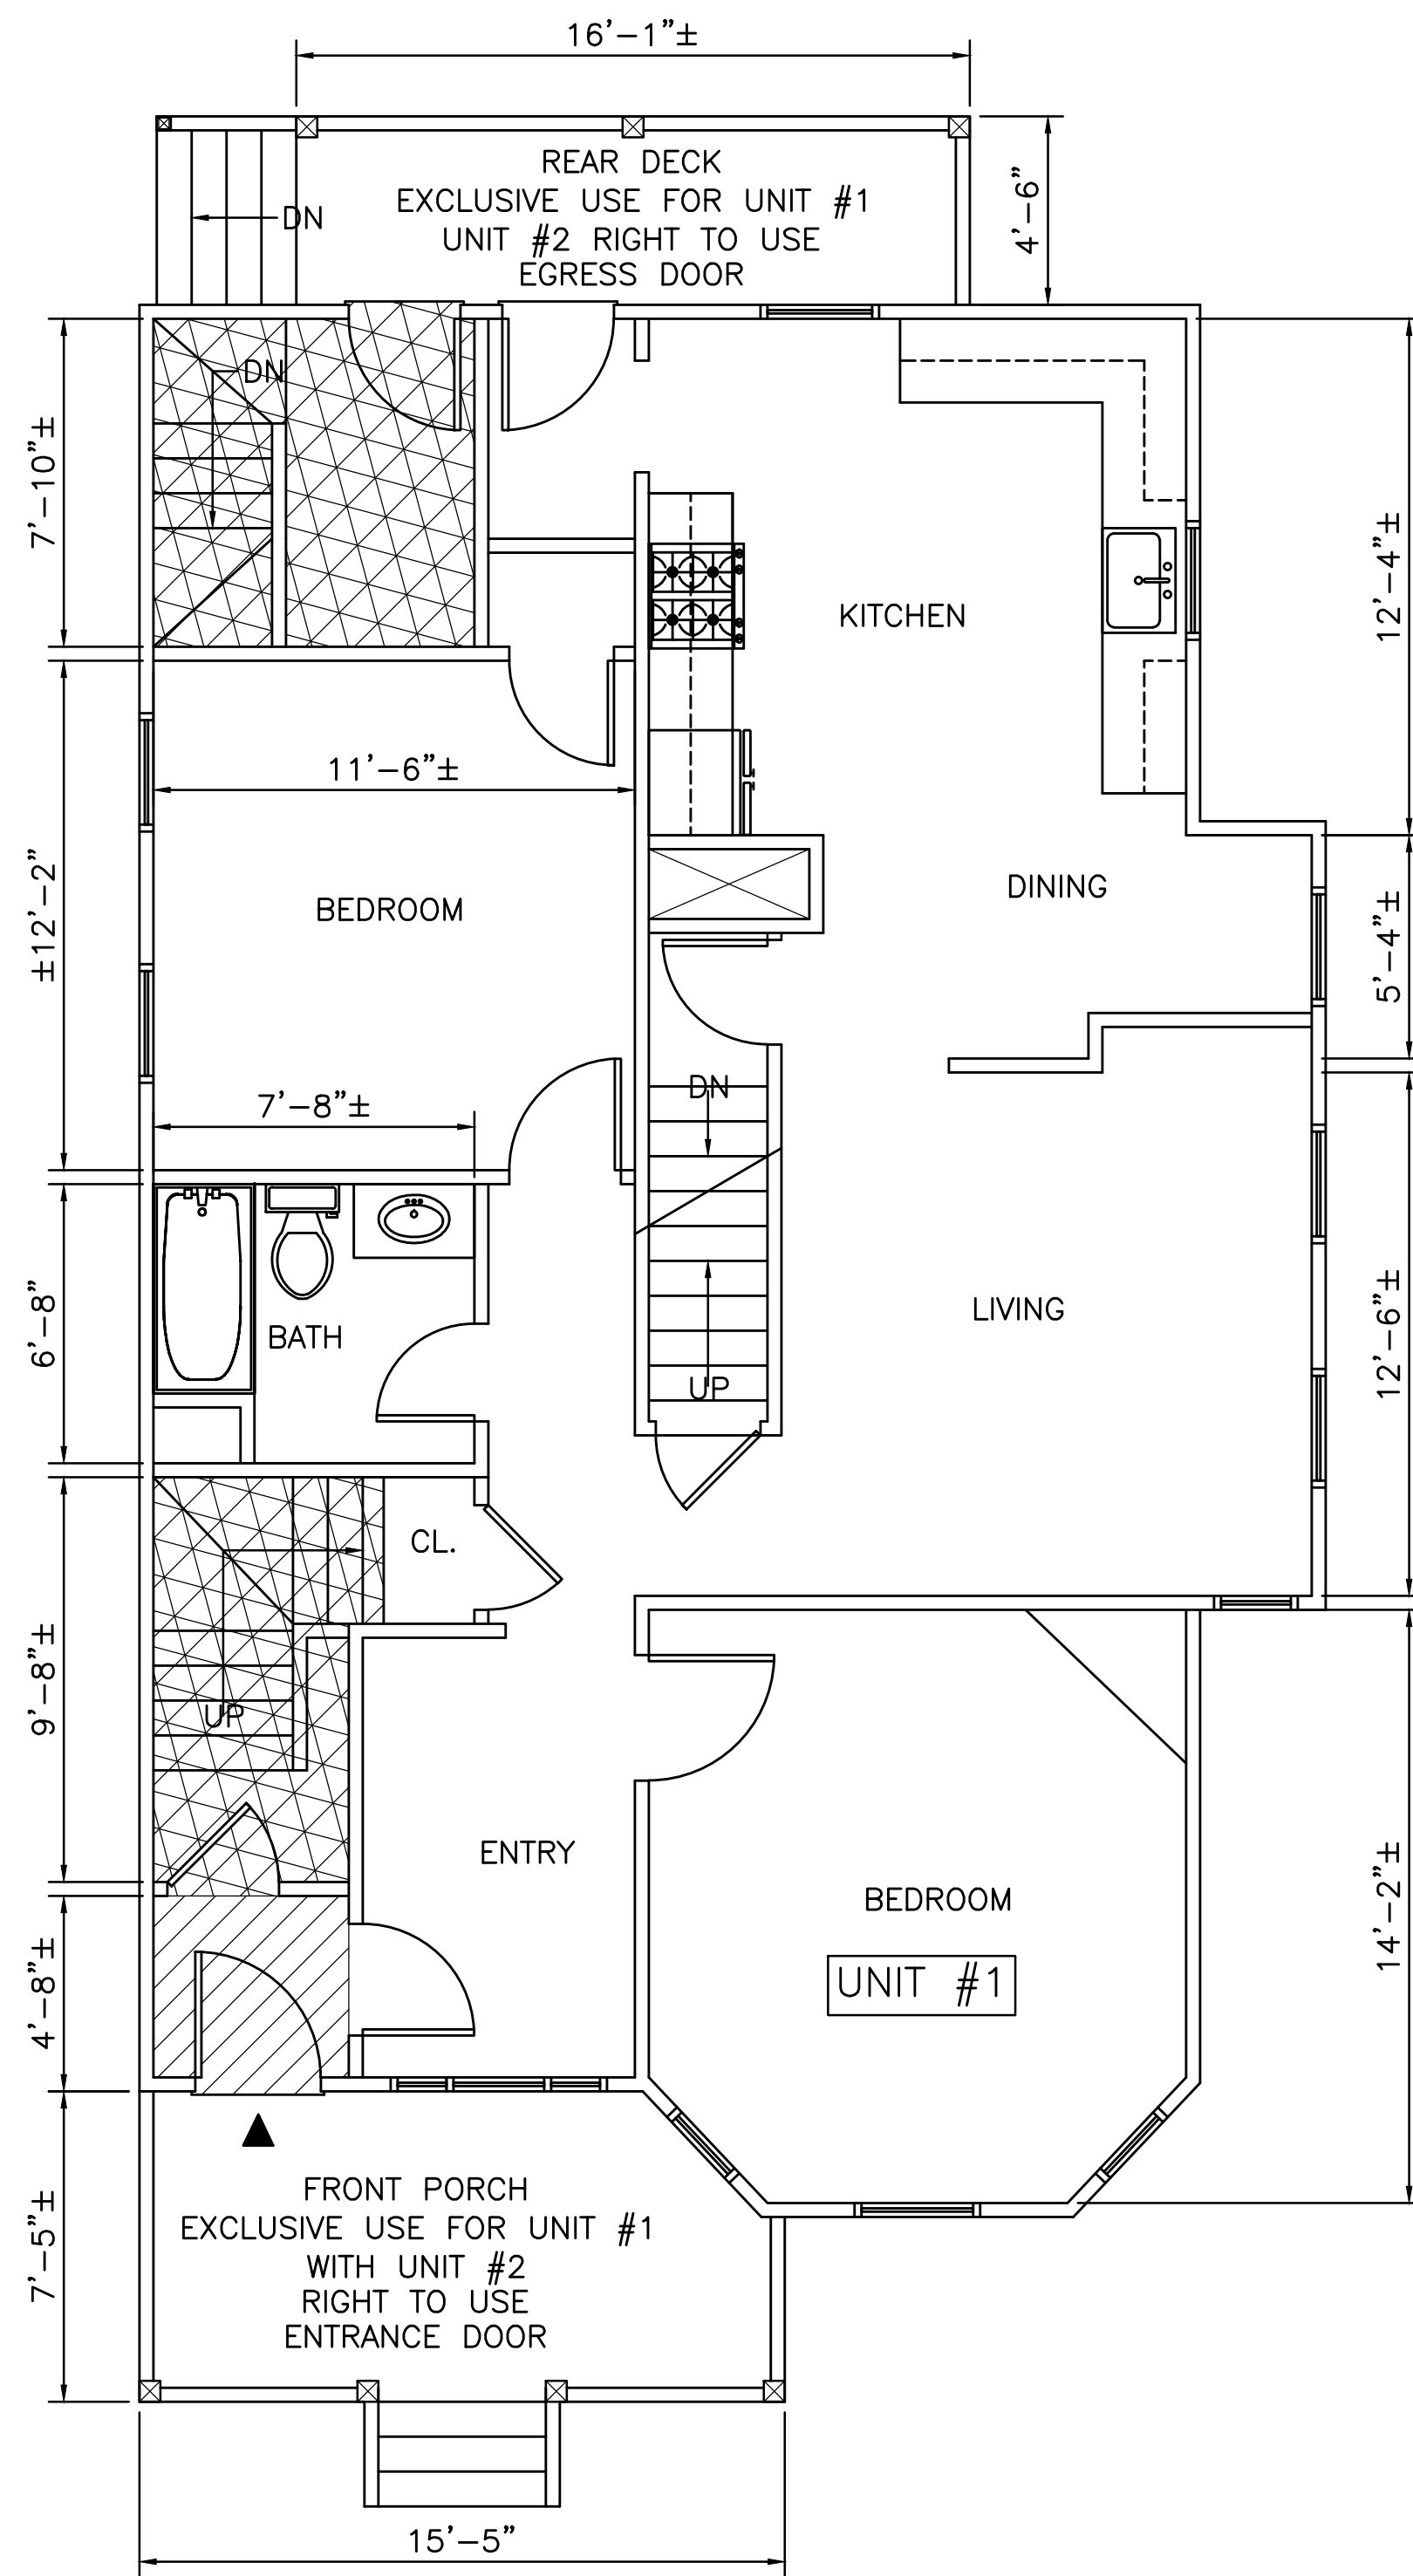 16'-1"±
REAR DECK
EXCLUSIVE USE FOR UNIT #1
UNIT #2 RIGHT TO USE
EGRESS DOOR
4'-6"
DN
DN
7'-10"±
12'-4"±
KITCHEN
11'-6"±
±12'-2"
BEDROOM
DINING
5'-4"±
DN
7'-8"±
6'-8"
BATH
LIVING
12'-6"±
UP
CL.
9'-8"±
UP
ENTRY
BEDROOM
14'-2"±
UNIT #1
4'-8"±
7'-5"±
FRONT PORCH
EXCLUSIVE USE FOR UNIT #1
WITH UNIT #2
RIGHT TO USE
ENTRANCE DOOR
15'-5"